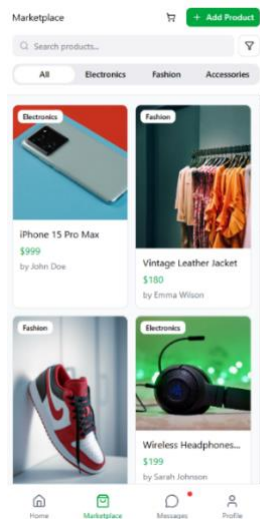 Marketplace
+ Add Product
Search products...
All Electronics Fashion Accessories
Electronics
Fashion
iPhone 15 Pro Max
$999
by John Doe
Vintage Leather Jacket
$180
by Emma Wilson
Fashion
Electronics
Wireless Headphones...
$199
by Sarah Johnson
Home Marketplace Messages Profile